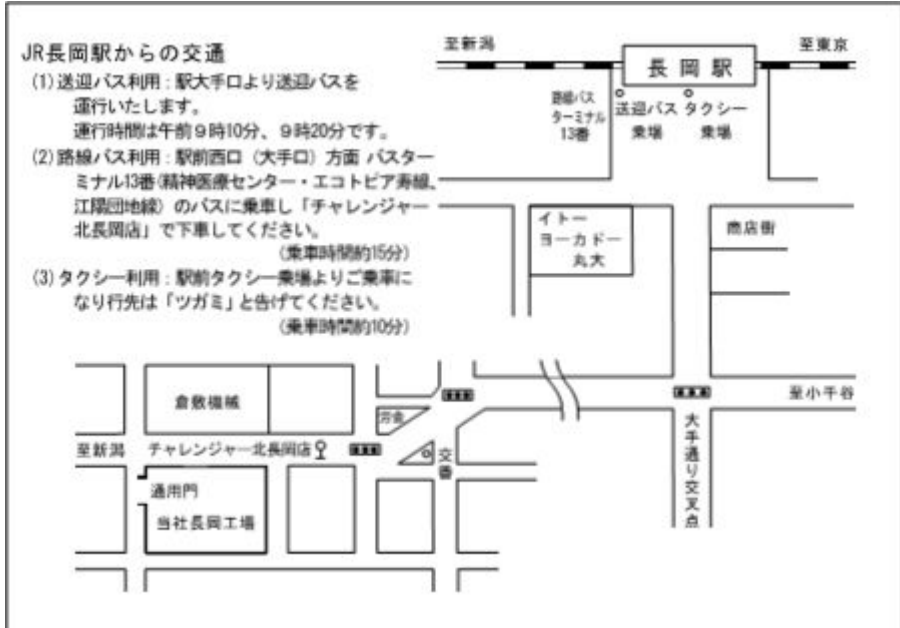 JR長岡駅からの交通
(1)送迎バス利用：駅大手口より送迎バスを
運行いたします。
運行時間は午前９時10分、９時20分です。
(2)路線バス利用：駅前西口（大手口）方面 バスター
ミナル13番(精神医療センター・エコトピア寿線、
江陽団地線）のバスに乗車し「チャレンジャー
北長岡店」で下車してください。
(乗車時間約15分)
(3)タクシー利用：駅前タクシー乗場よりご乗車に
なり行先は「ツガミ」と告げてください。
(乗車時間約10分)
至新潟
長岡駅
至東京
路線バス
ターミナル
13番
送迎バス
乗場
タクシー
乗場
イトー
ヨーカドー
丸大
商店街
至小千谷
大手通り交叉点
倉敷機械
労金
至新潟
チャレンジャー北長岡店
交番
通用門
当社長岡工場